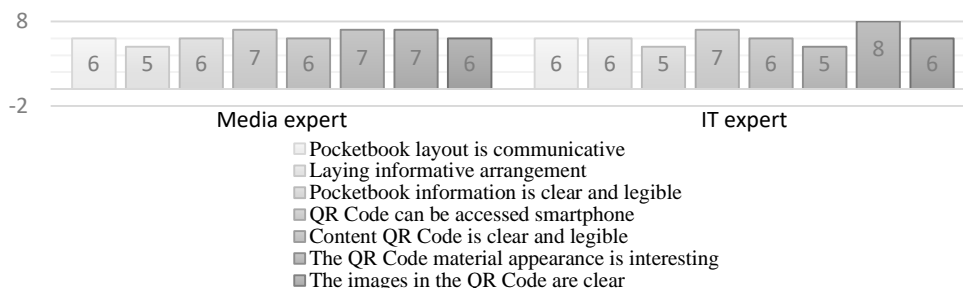 8
6 5 6 7 6 7 7 6 6 6 5 7 6 5 8 6
-2
Media expert IT expert
Pocketbook layout is communicative
Laying informative arrangement
Pocketbook information is clear and legible
QR Code can be accessed smartphone
Content QR Code is clear and legible
The QR Code material appearance is interesting
The images in the QR Code are clear